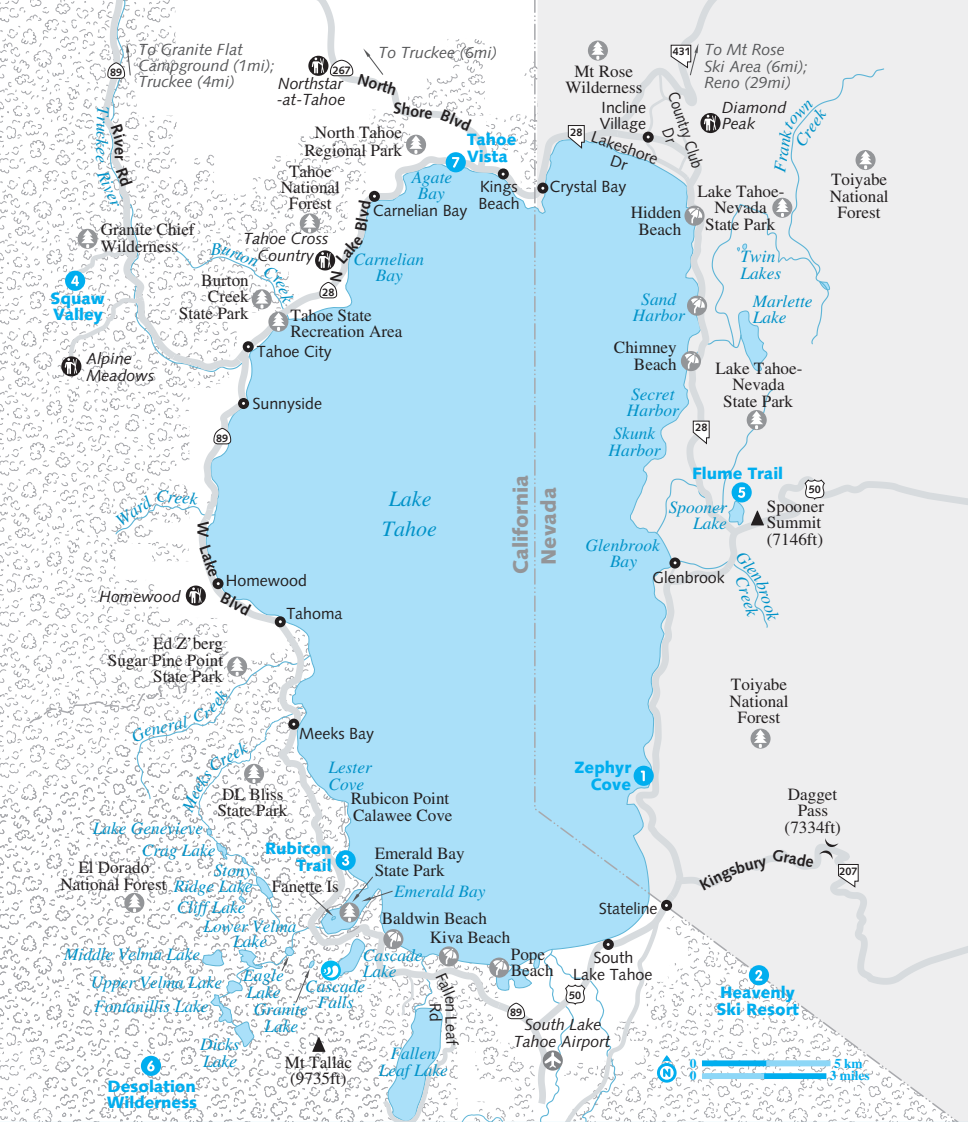 To Granite Flat
Campground (1mi);
Truckee (4mi)
89
Truckee River
River Rd
Northstar
-at-Tahoe
267
To Truckee (6mi)
North
Shore Blvd
North Tahoe
Regional Park
Tahoe
National
Forest
7
Tahoe
Vista
Agate
Bay
Kings
Beach
Crystal Bay
Carnelian Bay
Carnelian
Bay
N Lake Blvd
28
Mt Rose
Wilderness
431
To Mt Rose
Ski Area (6mi);
Reno (29mi)
Incline
Village
28
Lakeshore
Dr
Country Club
Dr
Diamond
Peak
Franktown
Creek
Toiyabe
National
Forest
Lake Tahoe-
Nevada
State Park
Hidden
Beach
Twin
Lakes
Marlette
Lake
Sand
Harbor
Chimney
Beach
Lake Tahoe-
Nevada
State Park
Secret
Harbor
Skunk
Harbor
28
Flume Trail
5
50
Spooner
Lake
Spooner
Summit
(7146ft)
Glenbrook
Bay
Glenbrook
Glenbrook
Creek
Granite Chief
Wilderness
4
Squaw
Valley
Tahoe Cross
Country
Burton Creek
Burton
Creek
State Park
Tahoe State
Recreation Area
Tahoe City
Alpine
Meadows
Sunnyside
89
Ward Creek
Lake
Tahoe
California
Nevada
W Lake
Blvd
Homewood
Homewood
Tahoma
Ed Z'berg
Sugar Pine Point
State Park
General Creek
Meeks Bay
Meeks Creek
DL Bliss
State Park
Lester
Cove
Rubicon Point
Calawee Cove
Toiyabe
National
Forest
Zephyr
Cove
1
Dagget
Pass
(7334ft)
Kingsbury Grade
207
Lake Genevieve
Crag Lake
Rubicon
Trail
3
Emerald Bay
State Park
Stony
Ridge Lake
Fanette Is
Emerald Bay
El Dorado
National Forest
Cliff Lake
Lower Velma
Lake
Baldwin Beach
Kiva Beach
Stateline
Middle Velma Lake
Upper Velma Lake
Fontanillis Lake
Eagle
Lake
Granite
Lake
Cascade
Lake
Cascade
Falls
Pope
Beach
South
Lake Tahoe
50
89
Fallen Leaf
Rd
South Lake
Tahoe Airport
2
Heavenly
Ski Resort
Dicks
Lake
Mt Tallac
(9735ft)
Fallen
Leaf Lake
6
Desolation
Wilderness
N
0
5 km
0
3 miles